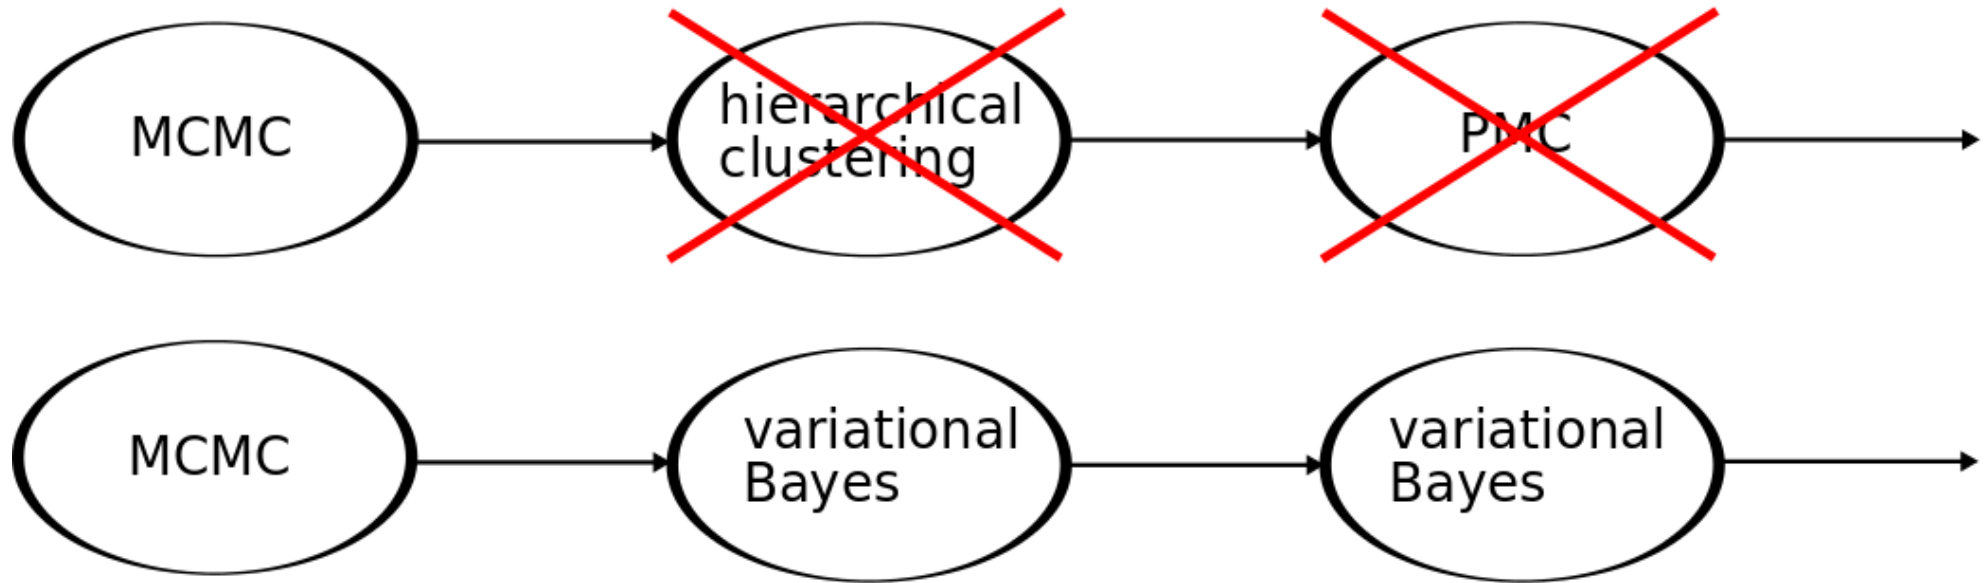 MCMC
hierarchical
clustering
PMC
MCMC
variational
Bayes
variational
Bayes